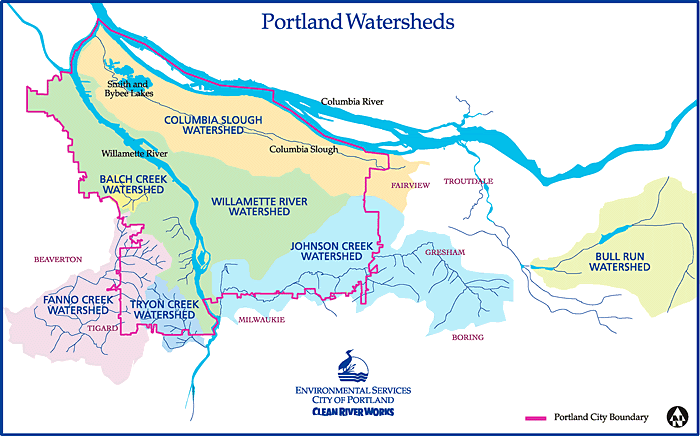 Portland Watersheds
Smith and
Bybee Lakes
Columbia River
COLUMBIA SLOUGH
WATERSHED
Columbia Slough
Willamette River
BALCH CREEK
WATERSHED
FAIRVIEW
TROUTDALE
WILLAMETTE RIVER
WATERSHED
JOHNSON CREEK
WATERSHED
GRESHAM
BULL RUN
WATERSHED
BEAVERTON
FANNO CREEK
WATERSHED
TRYON CREEK
WATERSHED
TIGARD
MILWAUKIE
BORING
ENVIRONMENTAL SERVICES
CITY OF PORTLAND
CLEAN RIVER WORKS
Portland City Boundary
N